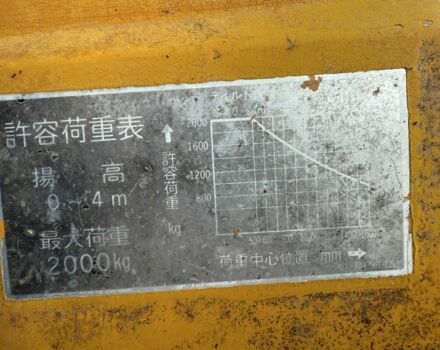 許容荷重表
揚 高
0~4m
最大荷重
2000kg
許容荷重 kg
2000
1600
1200
800
荷重中心位置 mm